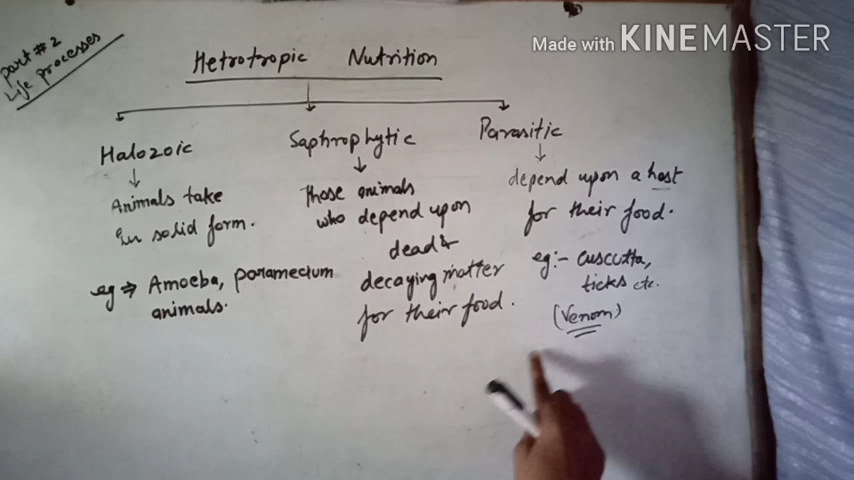 Part # 2
Life processes
Made with KINEMASTER
Hetrotropic Nutrition
Halozoic
Animals take
in solid form.
eg ⇒ Amoeba, paramecium
animals.
Saphrophytic
Those animals
who depend upon
dead &
decaying matter
for their food.
Parasitic
depend upon a host
for their food.
eg:- cuscutta,
ticks etc.
(Venom)